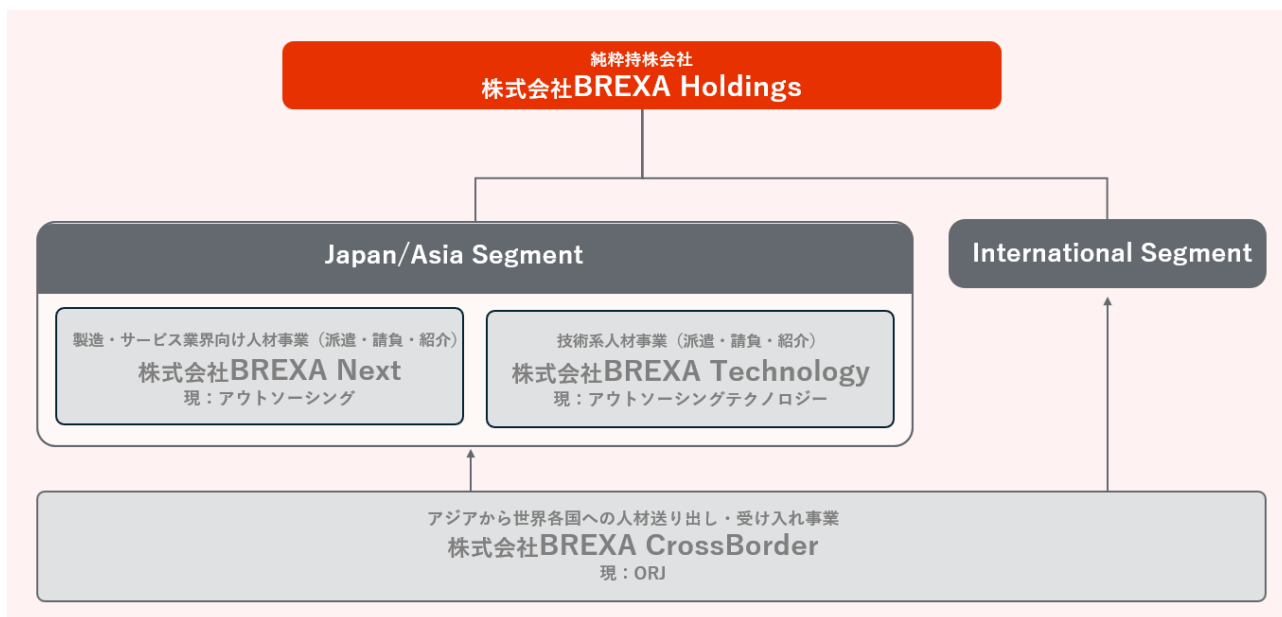 純粋持株会社
株式会社BREXA Holdings
Japan/Asia Segment
International Segment
製造・サービス業界向け人材事業（派遣・請負・紹介）
株式会社BREXA Next
現：アウトソーシング
技術系人材事業（派遣・請負・紹介）
株式会社BREXA Technology
現：アウトソーシングテクノロジー
アジアから世界各国への人材送り出し・受け入れ事業
株式会社BREXA CrossBorder
現：ORJ